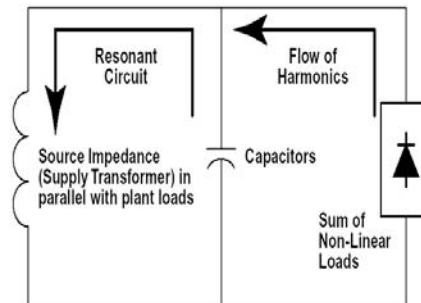 Resonant
Circuit
Flow of
Harmonics
Source Impedance
(Supply Transformer) in
parallel with plant loads
Capacitors
Sum of
Non-Linear
Loads